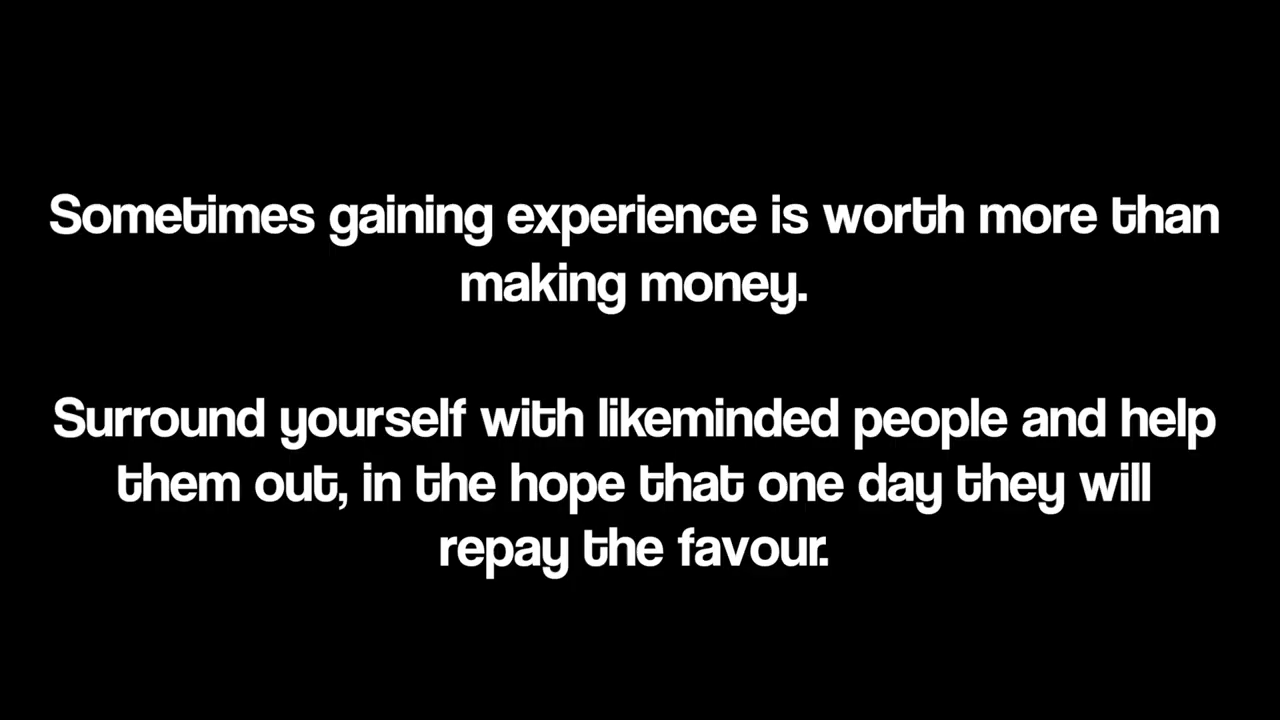 Sometimes gaining experience is worth more than
making money.
Surround yourself with likeminded people and help
them out, in the hope that one day they will
repay the favour.